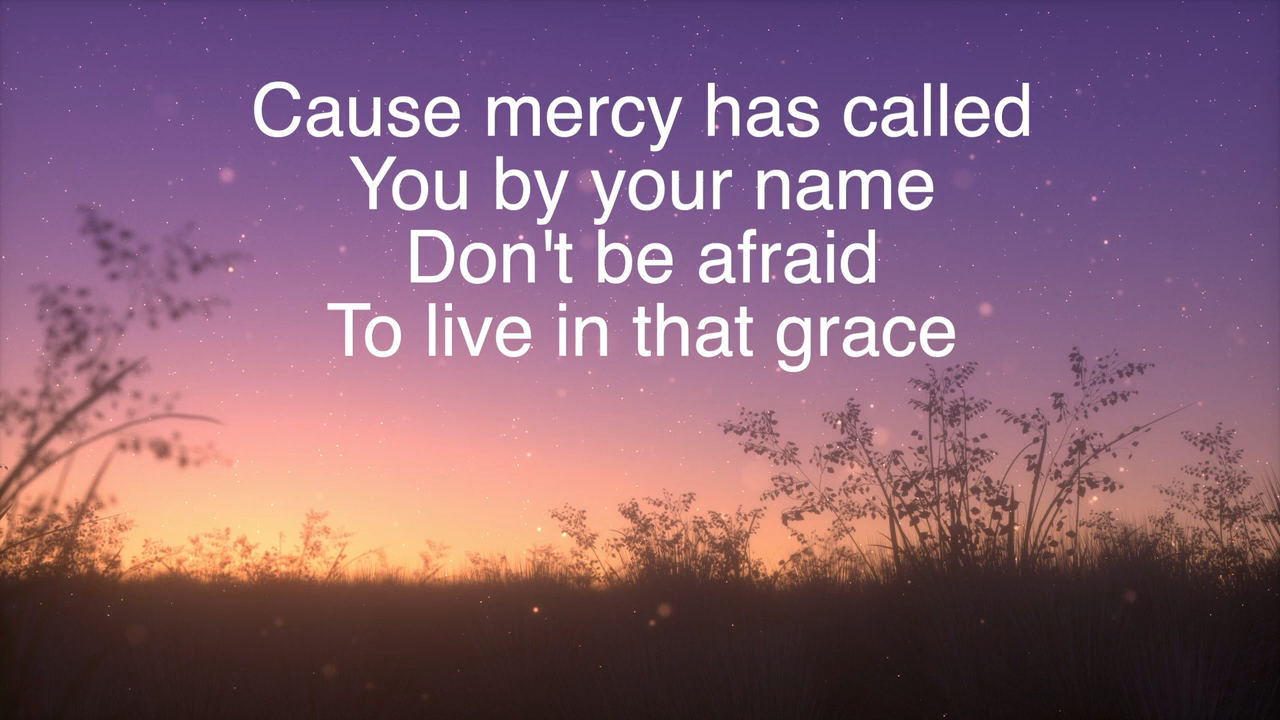 Cause mercy has called
You by your name
Don't be afraid
To live in that grace